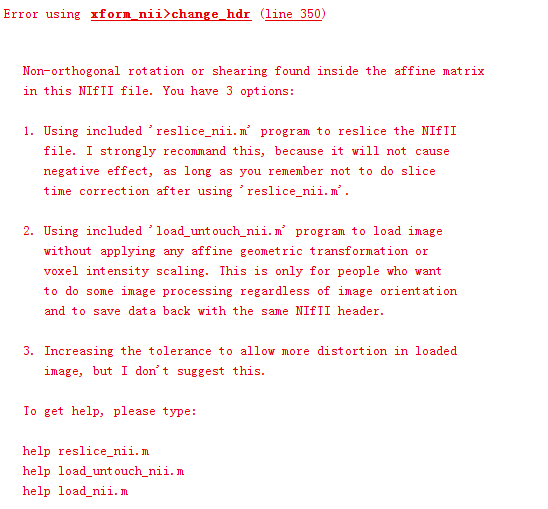 Error using xform_nii>change_hdr (line 350)
Non-orthogonal rotation or shearing found inside the affine matrix
in this NIfTI file. You have 3 options:
1. Using included 'reslice_nii.m' program to reslice the NIfTI
file. I strongly recommand this, because it will not cause
negative effect, as long as you remember not to do slice
time correction after using 'reslice_nii.m'.
2. Using included 'load_untouch_nii.m' program to load image
without applying any affine geometric transformation or
voxel intensity scaling. This is only for people who want
to do some image processing regardless of image orientation
and to save data back with the same NIfTI header.
3. Increasing the tolerance to allow more distortion in loaded
image, but I don't suggest this.
To get help, please type:
help reslice_nii.m
help load_untouch_nii.m
help load_nii.m